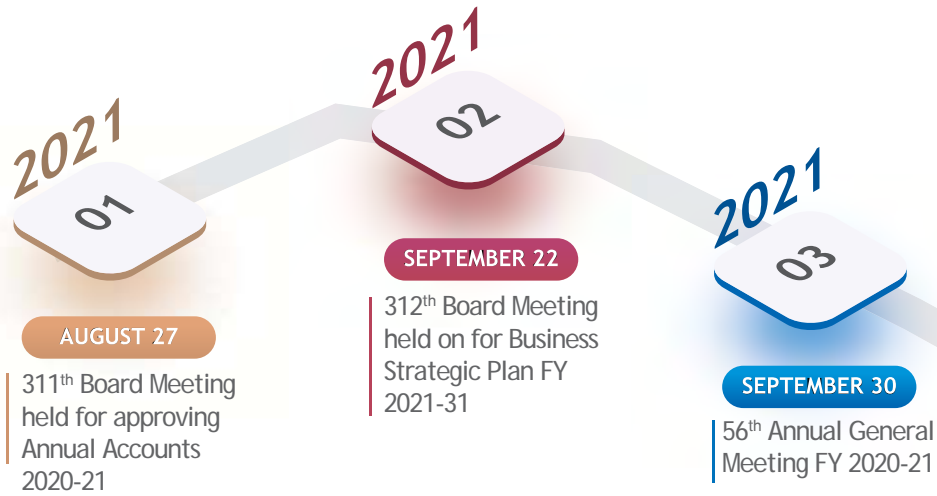 2021
01
AUGUST 27
311th Board Meeting
held for approving
Annual Accounts
2020-21
2021
02
SEPTEMBER 22
312th Board Meeting
held on for Business
Strategic Plan FY
2021-31
2021
03
SEPTEMBER 30
56th Annual General
Meeting FY 2020-21